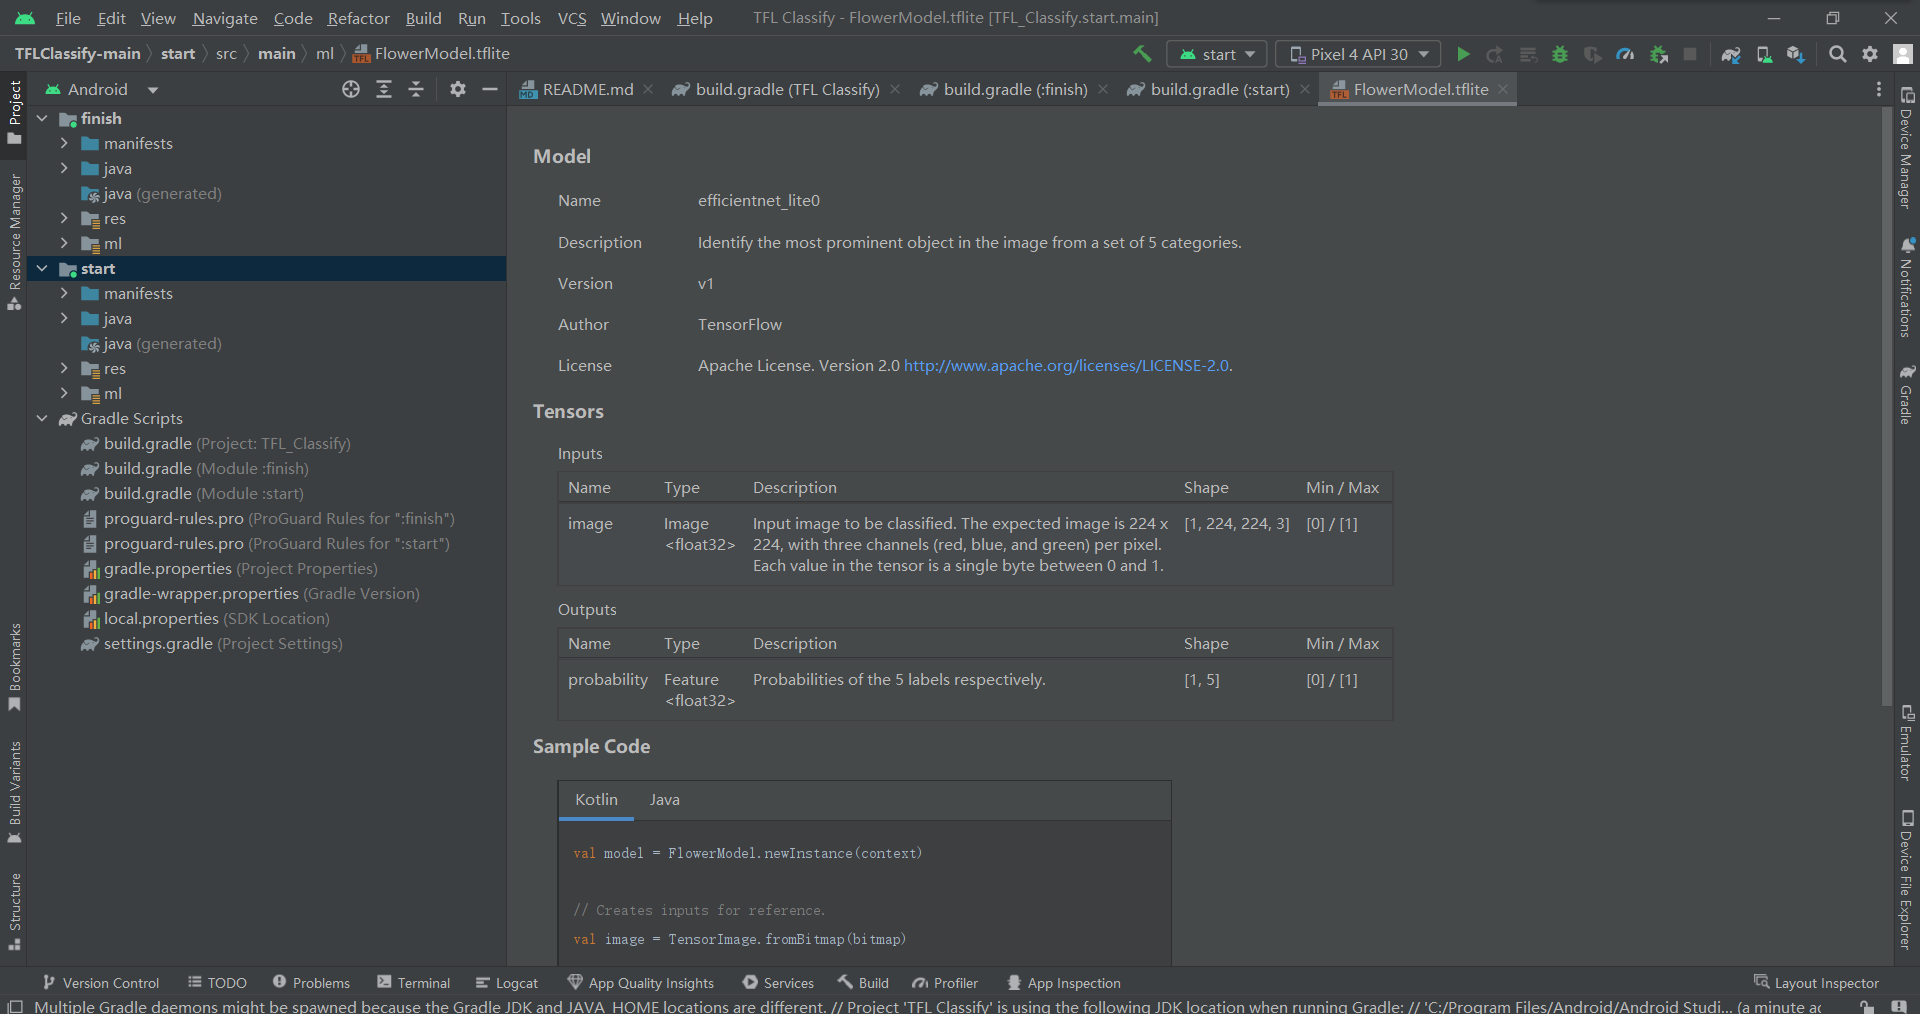 File Edit View Navigate Code Refactor Build Run Tools VCS Window Help TFL Classify - FlowerModel.tflite [TFL_Classify.start.main]
TFLClassify-main start src main ml FlowerModel.tflite start Pixel 4 API 30
Android README.md build.gradle (TFL Classify) build.gradle (:finish) build.gradle (:start) FlowerModel.tflite
Project
Resource Manager
Bookmarks
Build Variants
Structure
finish
manifests
java
java (generated)
res
ml
start
manifests
java
java (generated)
res
ml
Gradle Scripts
build.gradle (Project: TFL_Classify)
build.gradle (Module :finish)
build.gradle (Module :start)
proguard-rules.pro (ProGuard Rules for ":finish")
proguard-rules.pro (ProGuard Rules for ":start")
gradle.properties (Project Properties)
gradle-wrapper.properties (Gradle Version)
local.properties (SDK Location)
settings.gradle (Project Settings)
Model
Name efficientnet_lite0
Description Identify the most prominent object in the image from a set of 5 categories.
Version v1
Author TensorFlow
License Apache License. Version 2.0 http://www.apache.org/licenses/LICENSE-2.0.
Tensors
Inputs
Name Type Description Shape Min / Max
image Image Input image to be classified. The expected image is 224 x [1, 224, 224, 3] [0] / [1]
<float32> 224, with three channels (red, blue, and green) per pixel.
Each value in the tensor is a single byte between 0 and 1.
Outputs
Name Type Description Shape Min / Max
probability Feature Probabilities of the 5 labels respectively. [1, 5] [0] / [1]
<float32>
Sample Code
Kotlin Java
val model = FlowerModel.newInstance(context)
// Creates inputs for reference.
val image = TensorImage.fromBitmap(bitmap)
Device Manager
Notifications
Gradle
Emulator
Device File Explorer
Version Control TODO Problems Terminal Logcat App Quality Insights Services Build Profiler App Inspection Layout Inspector
Multiple Gradle daemons might be spawned because the Gradle JDK and JAVA_HOME locations are different. // Project 'TFL Classify' is using the following JDK location when running Gradle: // 'C:/Program Files/Android/Android Studi... (a minute ag